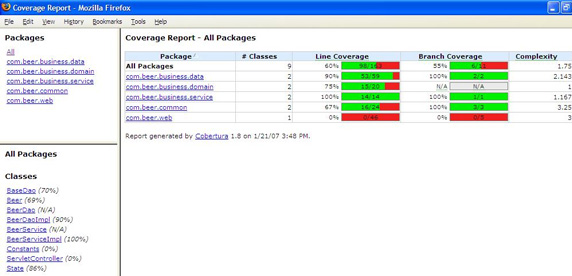 Coverage Report - Mozilla Firefox
File Edit View History Bookmarks Tools Help
Packages
All
com.beer.business.data
com.beer.business.domain
com.beer.business.service
com.beer.common
com.beer.web
All Packages
Classes
BaseDao (70%)
Beer (69%)
BeerDao (N/A)
BeerDaoImpl (90%)
BeerService (N/A)
BeerServiceImpl (100%)
Constants (0%)
ServletController (0%)
State (86%)
Coverage Report - All Packages
Package # Classes Line Coverage Branch Coverage Complexity
All Packages 9 60% 98/163 55% 6/11 1.75
com.beer.business.data 2 90% 53/59 100% 2/2 2.143
com.beer.business.domain 2 75% 15/20 N/A N/A 1
com.beer.business.service 2 100% 14/14 100% 1/1 1.167
com.beer.common 2 67% 16/24 100% 3/3 3.25
com.beer.web 1 0% 0/46 0% 0/5 3
Report generated by Cobertura 1.8 on 1/21/07 3:48 PM.